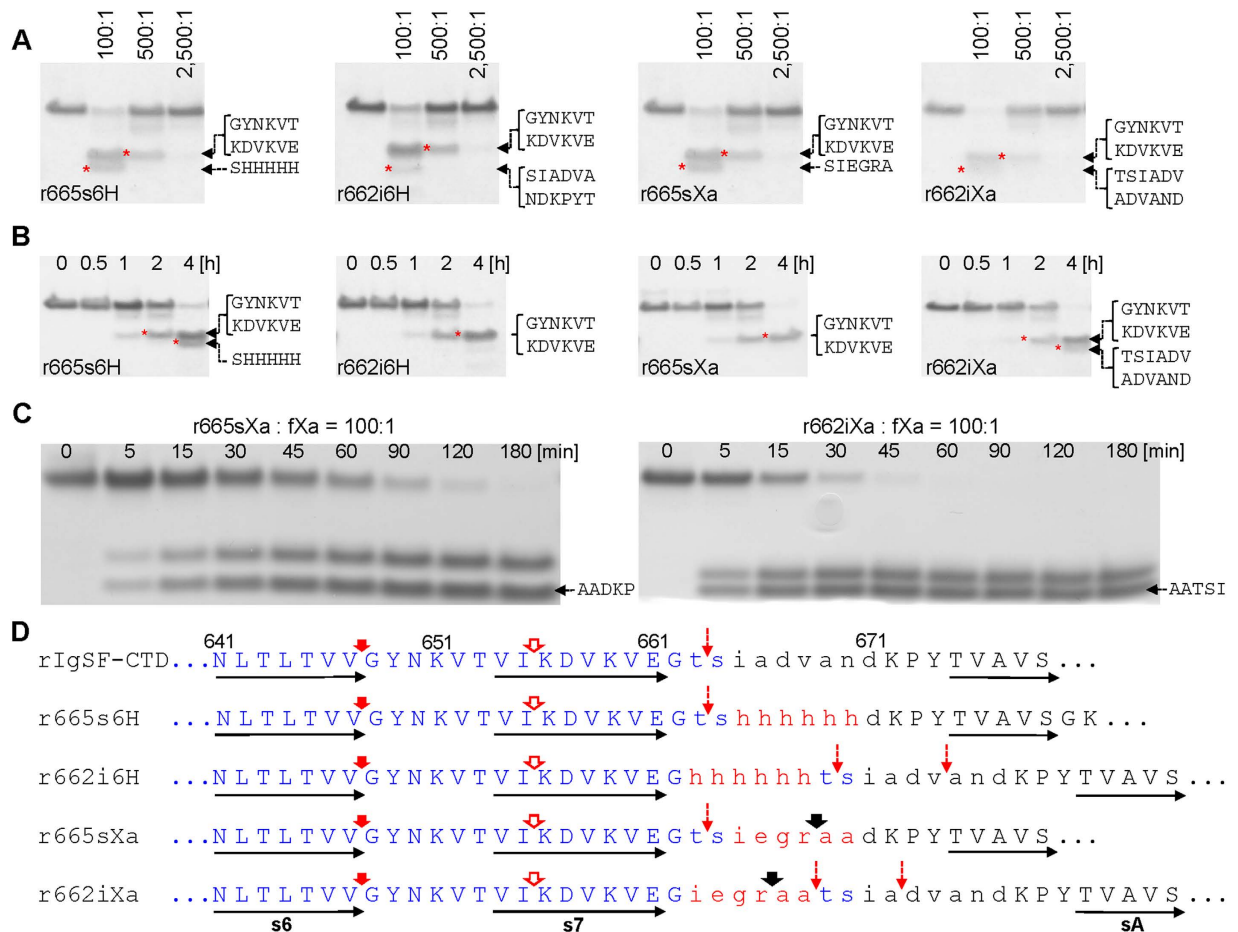 A
100:1 500:1 2,500:1
100:1 500:1 2,500:1
100:1 500:1 2,500:1
100:1 500:1 2,500:1
GYNKVT
KDVKVE
SHHHHH
r665s6H
GYNKVT
KDVKVE
SIADVA
NDKPYT
r662i6H
GYNKVT
KDVKVE
SIEGRA
r665sXa
GYNKVT
KDVKVE
TSIADV
ADVAND
r662iXa
B
0 0.5 1 2 4 [h]
0 0.5 1 2 4 [h]
0 0.5 1 2 4 [h]
0 0.5 1 2 4 [h]
GYNKVT
KDVKVE
SHHHHH
r665s6H
GYNKVT
KDVKVE
r662i6H
GYNKVT
KDVKVE
r665sXa
GYNKVT
KDVKVE
TSIADV
ADVAND
r662iXa
C
r665sXa : fXa = 100:1
0 5 15 30 45 60 90 120 180 [min]
AADKP
r662iXa : fXa = 100:1
0 5 15 30 45 60 90 120 180 [min]
AATSI
D
641 651 661 671
rIgSF-CTD...NLTLTVVGYNKVTVIKDVKVEGtsiadvandKPYTVAVS...
r665s6H ...NLTLTVVGYNKVTVIKDVKVEGtshhhhhhdKPYTVAVSGK...
r662i6H ...NLTLTVVGYNKVTVIKDVKVEGhhhhhhtsiadvandKPYTVAVS...
r665sXa ...NLTLTVVGYNKVTVIKDVKVEGtsiegraadKPYTVAVS...
r662iXa ...NLTLTVVGYNKVTVIKDVKVEGiegraatsiadvandKPYTVAVS...
s6 s7 sA